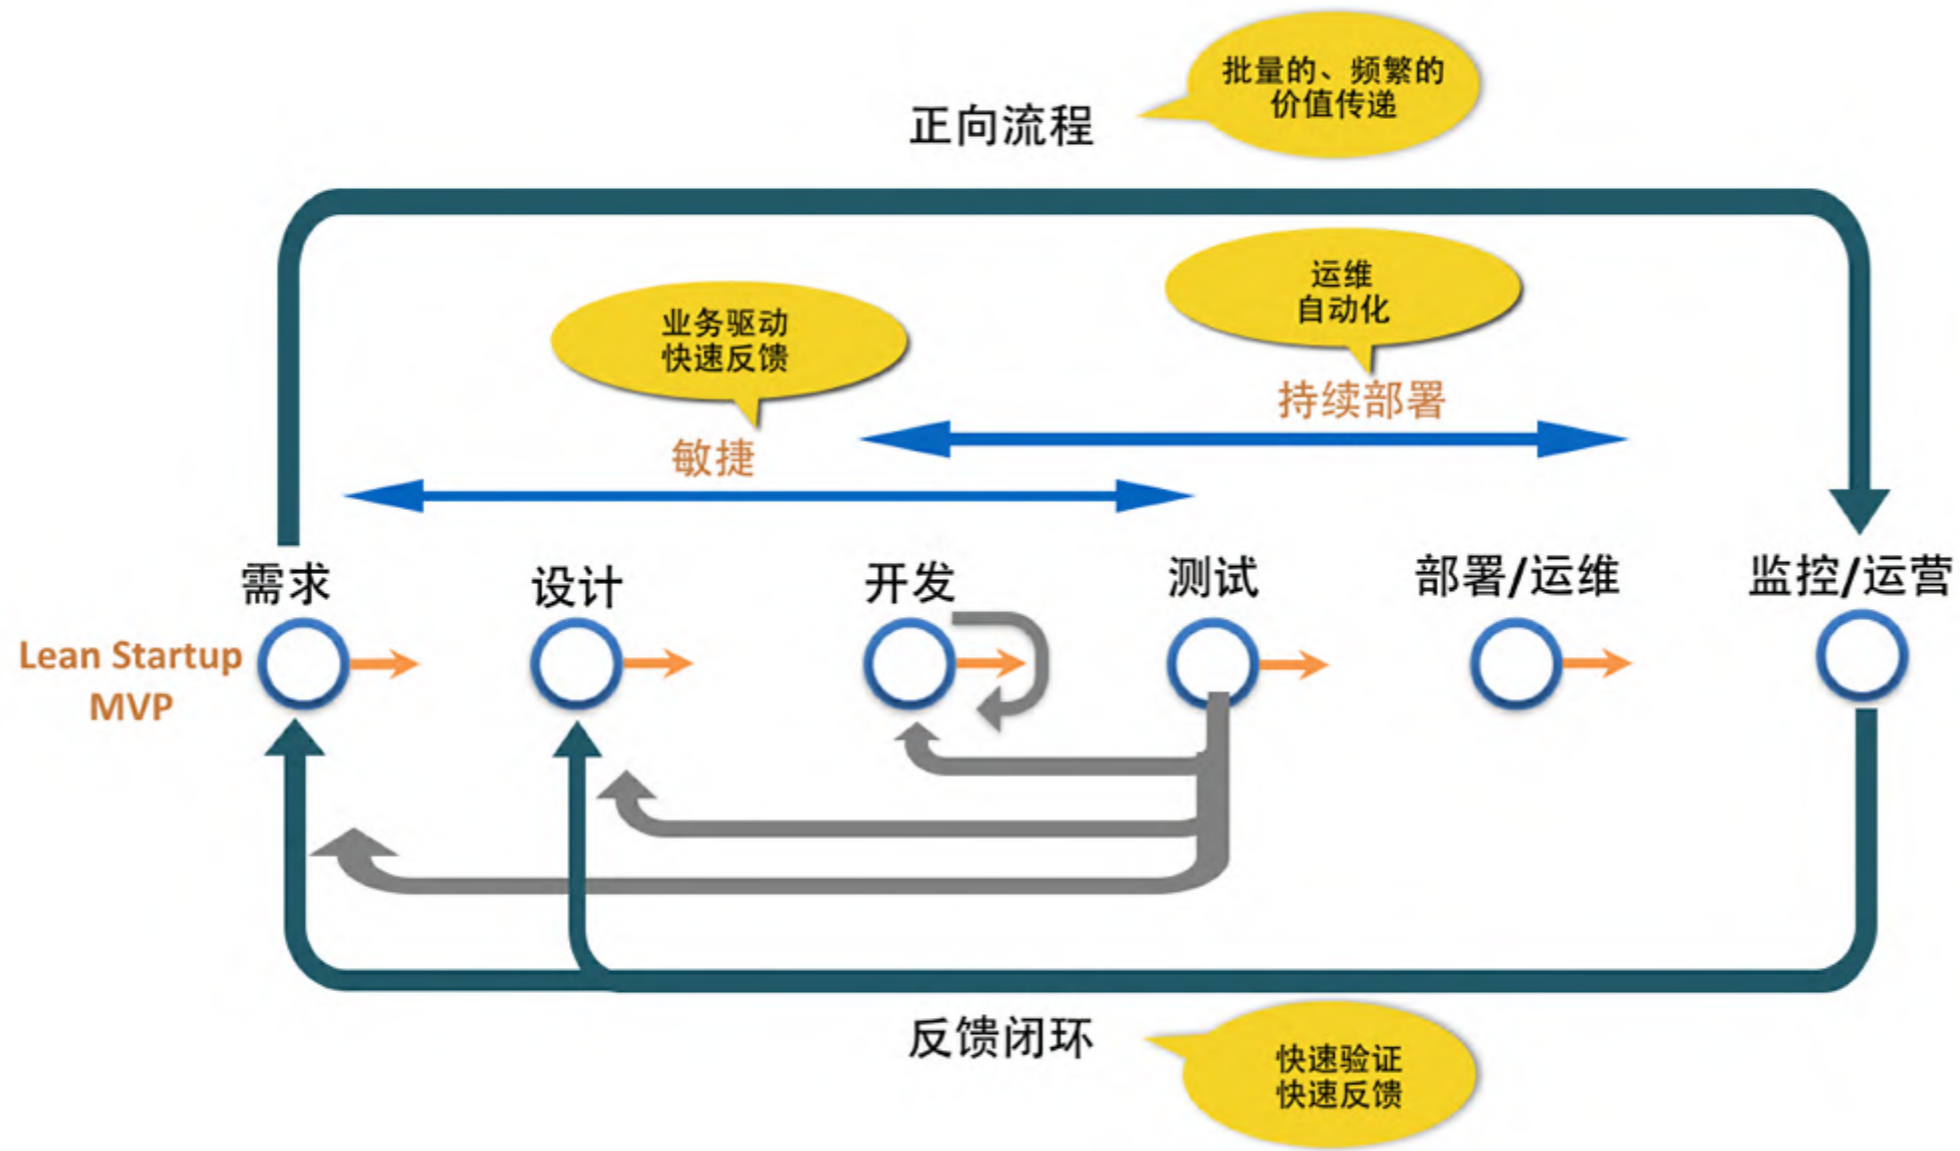 批量的、频繁的
价值传递
正向流程
运维
自动化
业务驱动
快速反馈
持续部署
敏捷
需求
设计
开发
测试
部署/运维
监控/运营
Lean Startup
MVP
反馈闭环
快速验证
快速反馈